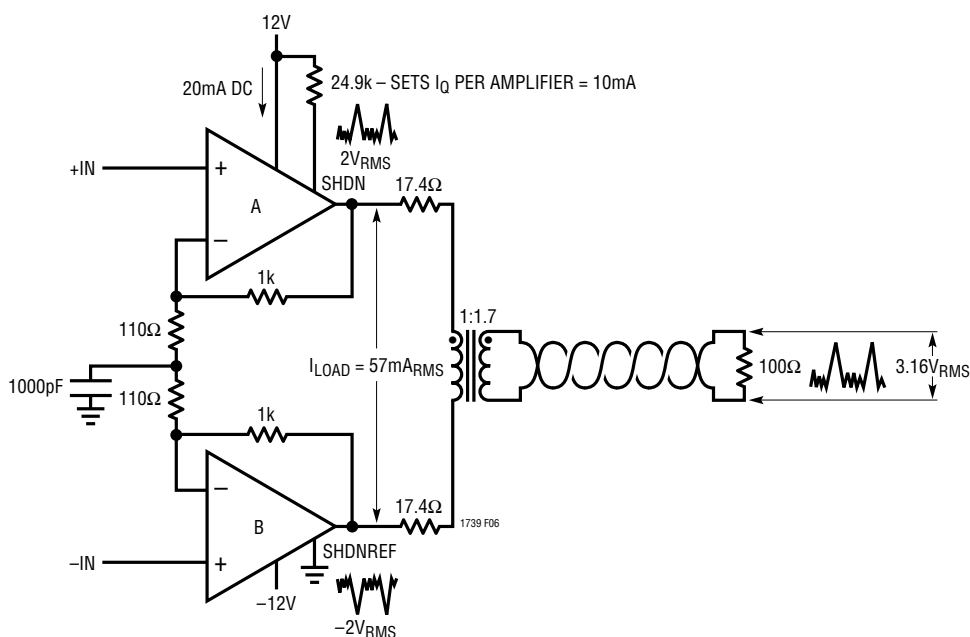 12V
20mA DC
24.9k – SETS IQ PER AMPLIFIER = 10mA
2VRMS
+IN
+
A
–
SHDN
17.4Ω
1k
110Ω
1:1.7
1000pF
ILOAD = 57mARMS
100Ω
3.16VRMS
110Ω
1k
–
B
+
–IN
17.4Ω
1739 F06
SHDNREF
–12V
–2VRMS